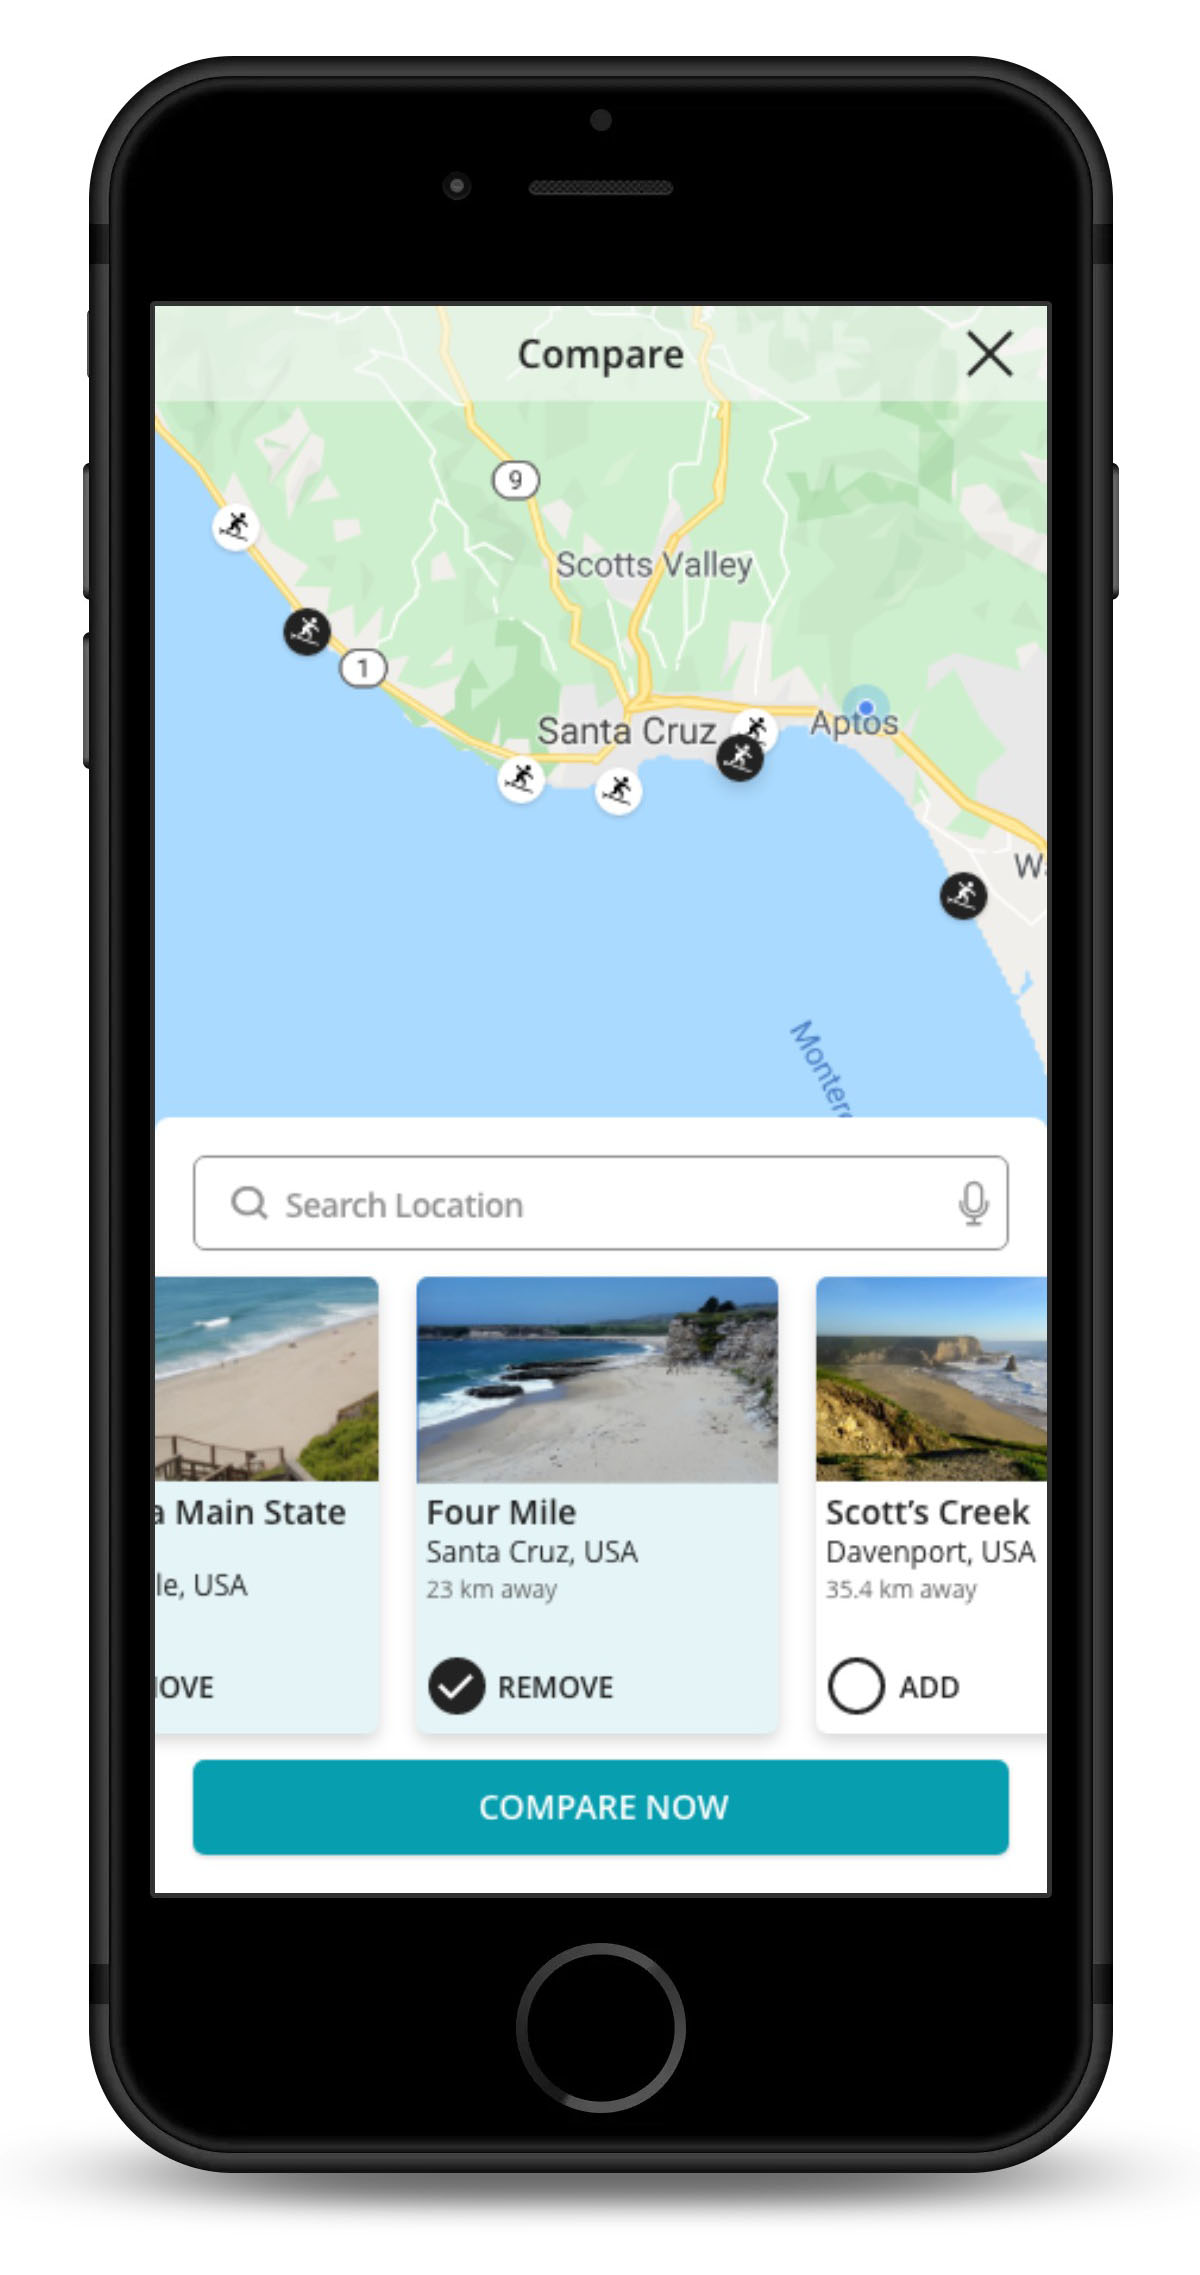 Compare
9
Scotts Valley
1
Santa Cruz
Aptos
W
Montere
Search Location
a Main State
le, USA
OVE
Four Mile
Santa Cruz, USA
23 km away
REMOVE
Scott's Creek
Davenport, USA
35.4 km away
ADD
COMPARE NOW